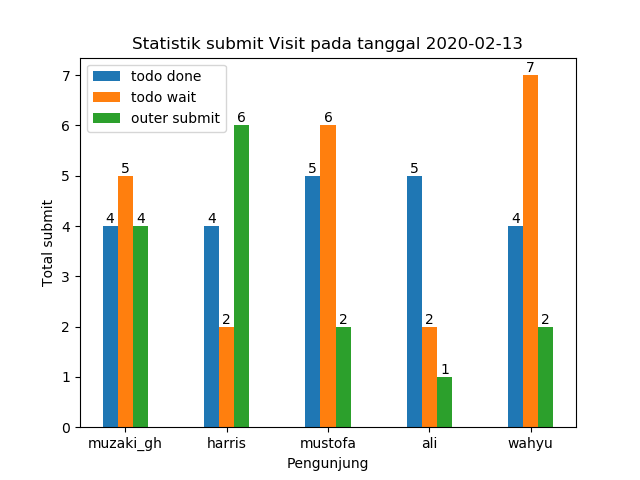 Statistik submit Visit pada tanggal 2020-02-13
todo done
todo wait
outer submit
Total submit
7
6
5
4
3
2
1
0
4 5 4
4 2 6
5 6 2
5 2 1
4 7 2
muzaki_gh harris mustofa ali wahyu
Pengunjung